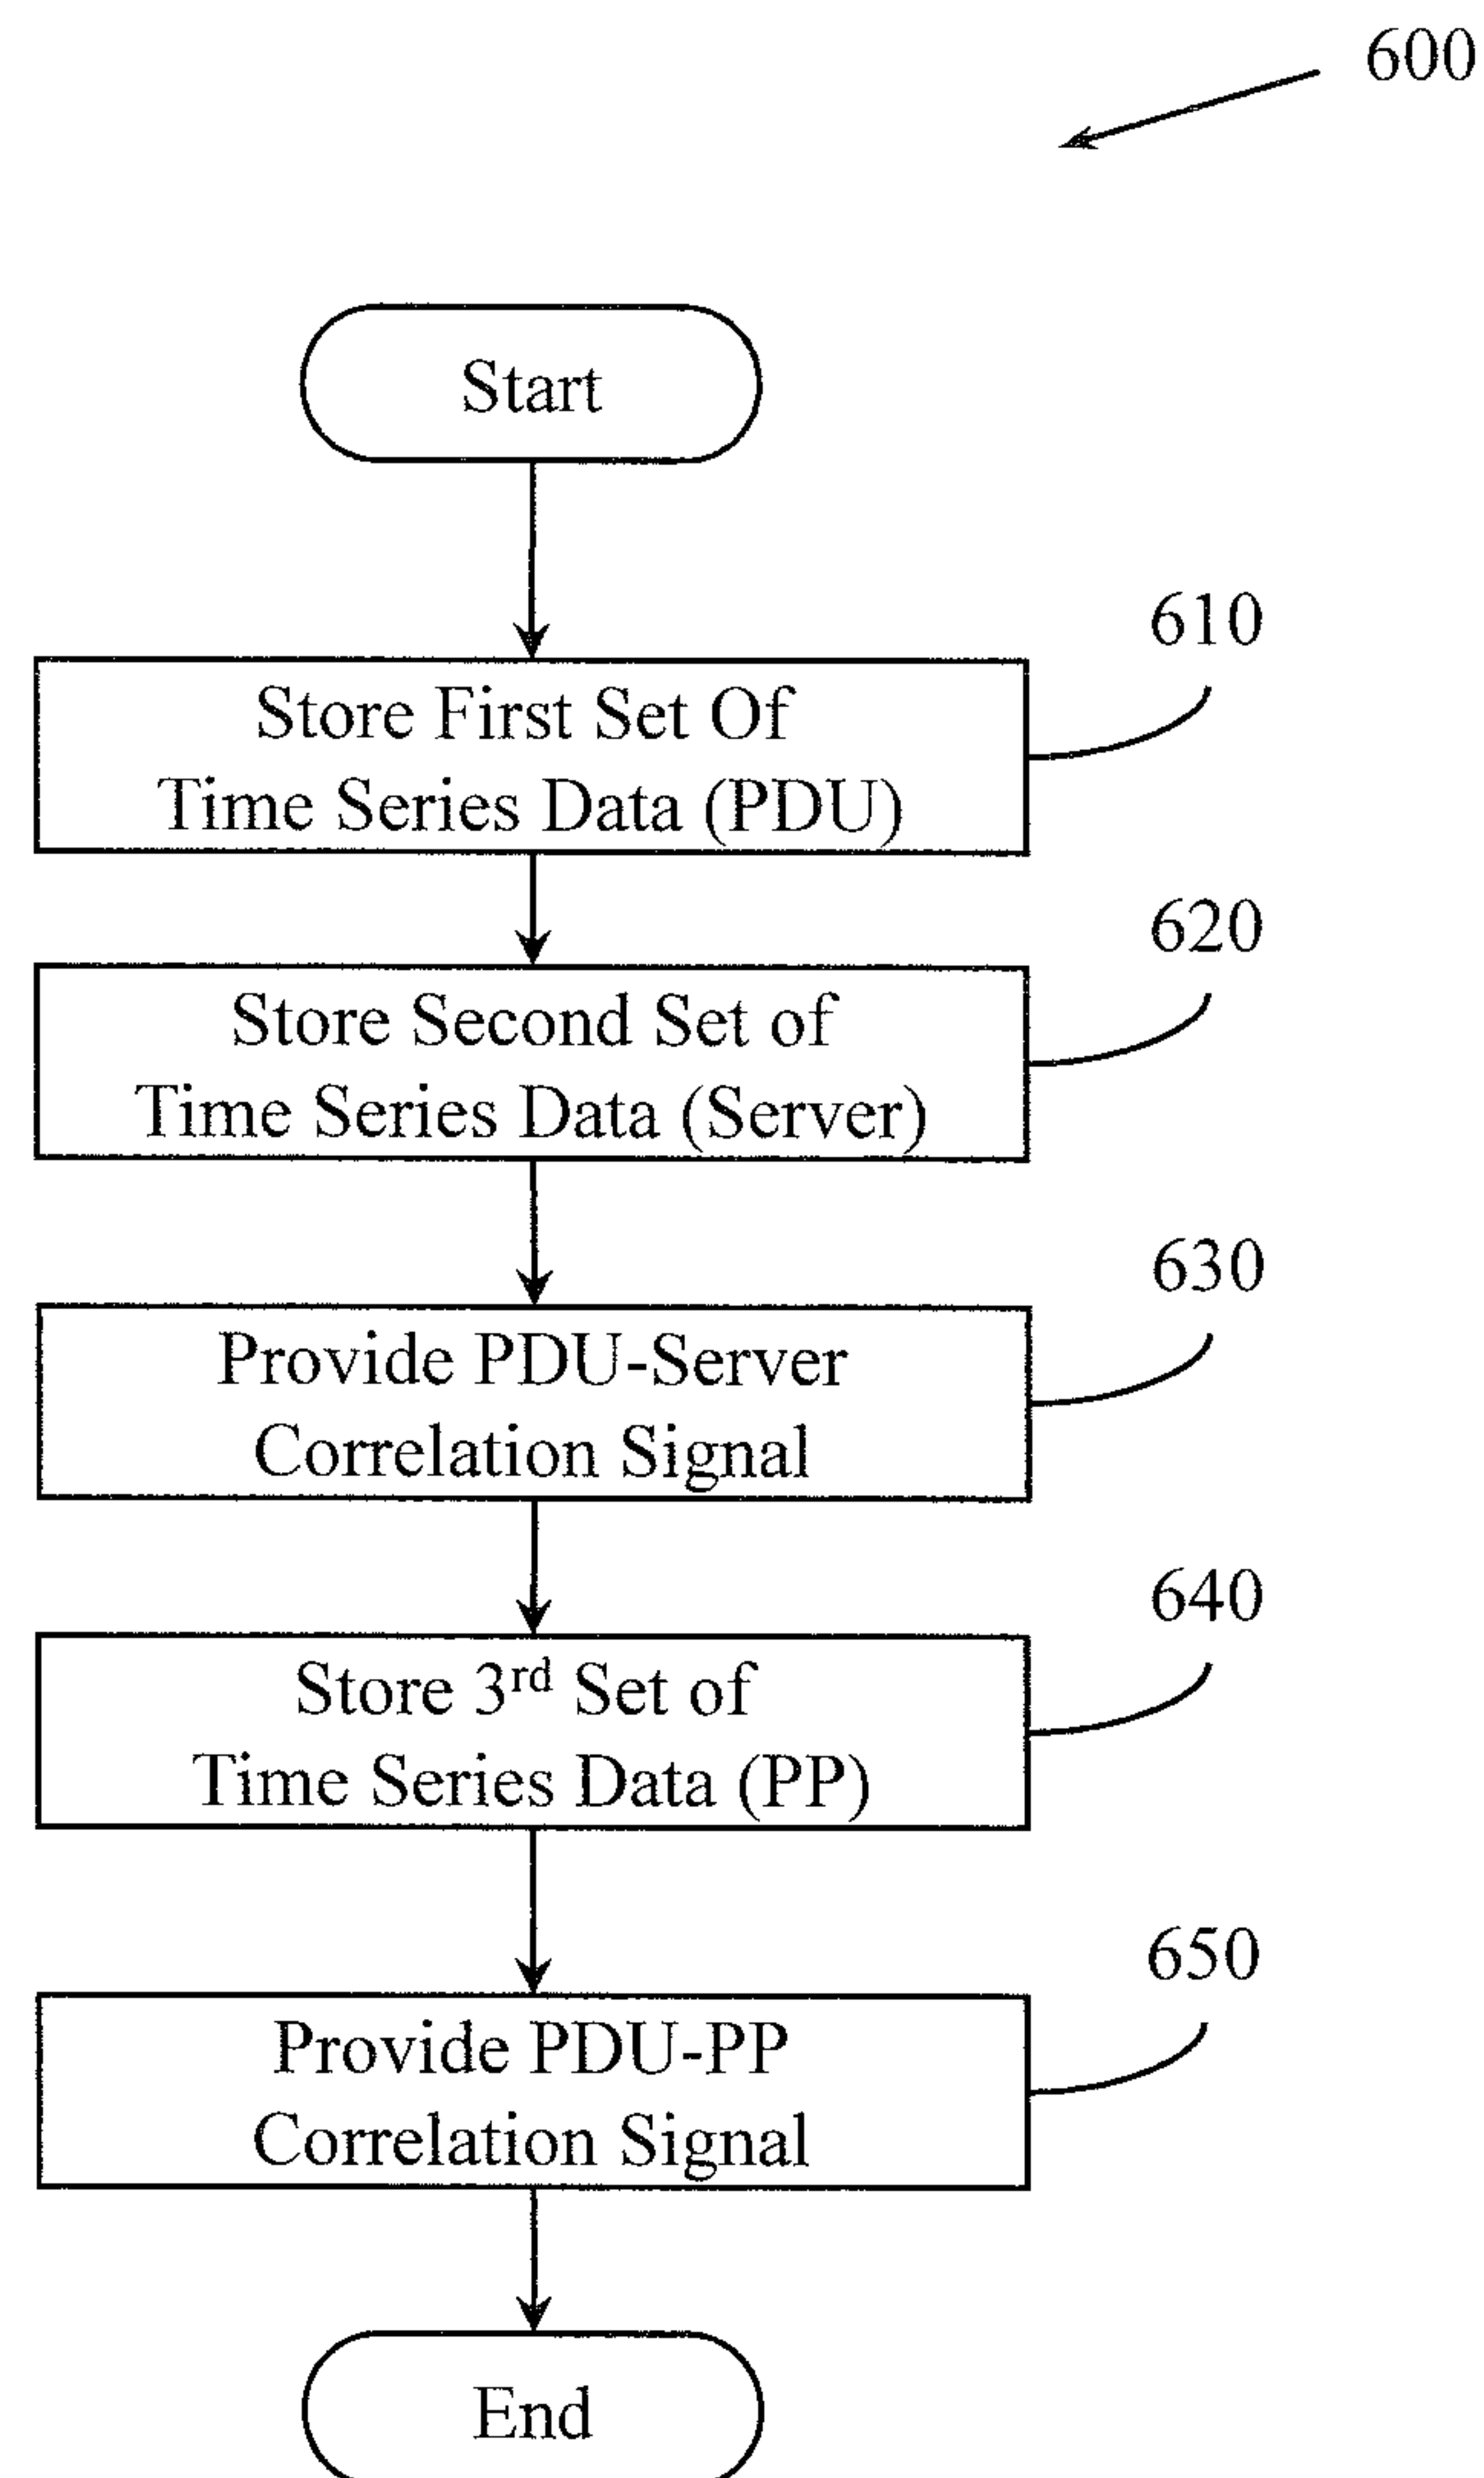 600
Start
610
Store First Set Of
Time Series Data (PDU)
620
Store Second Set of
Time Series Data (Server)
630
Provide PDU-Server
Correlation Signal
640
Store 3rd Set of
Time Series Data (PP)
650
Provide PDU-PP
Correlation Signal
End